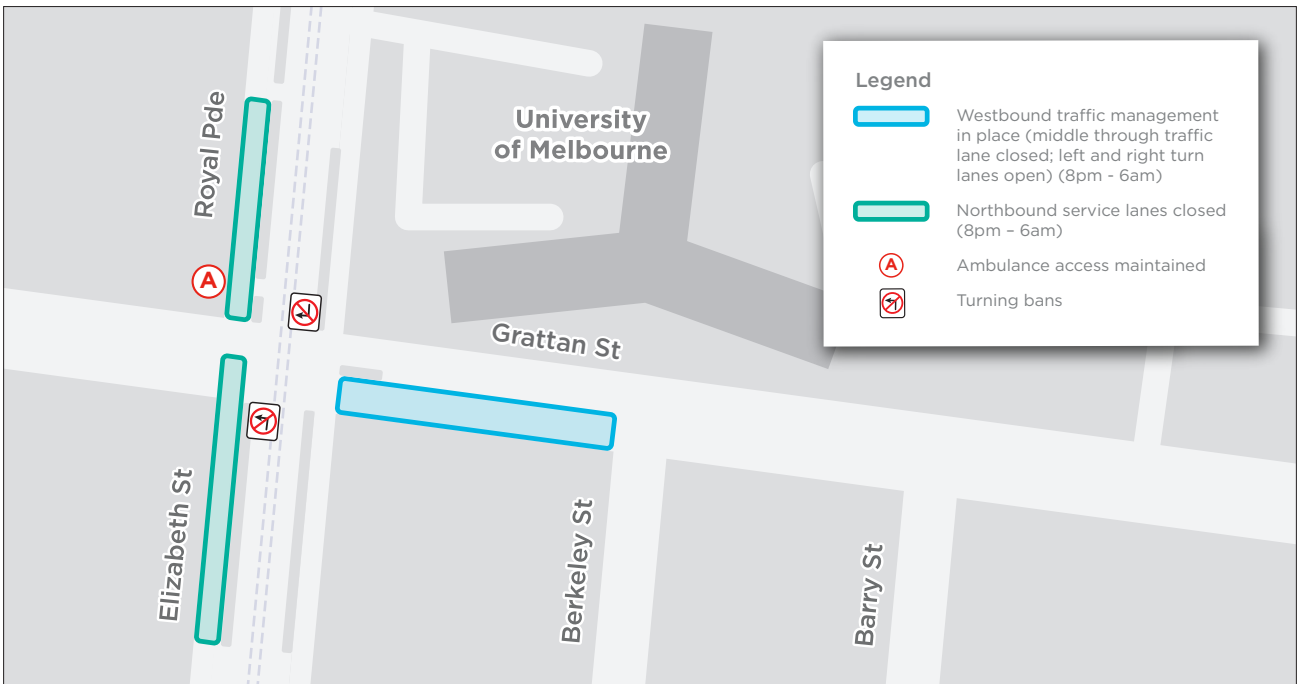 Royal Pde
University
of Melbourne
A
Grattan St
Elizabeth St
Berkeley St
Barry St
Legend
Westbound traffic management
in place (middle through traffic
lane closed; left and right turn
lanes open) (8pm - 6am)
Northbound service lanes closed
(8pm – 6am)
A
Ambulance access maintained
Turning bans